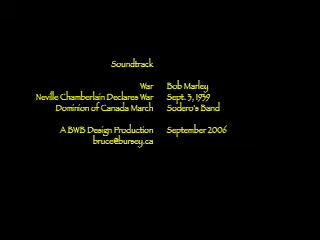 Soundtrack
War Bob Marley
Neville Chamberlain Declares War Sept. 3, 1939
Dominion of Canada March Sodero's Band
A BWB Design Production September 2006
bruce@bursey.ca